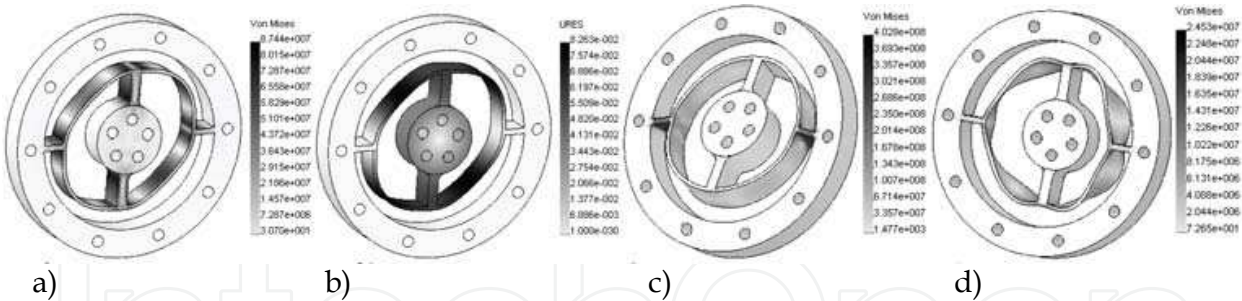 Von Mises
8.744e+007
8.015e+007
7.287e+007
6.558e+007
5.829e+007
5.101e+007
4.372e+007
3.643e+007
2.915e+007
2.186e+007
1.457e+007
7.287e+006
3.070e+001
URES
8.263e-002
7.574e-002
6.886e-002
6.197e-002
5.509e-002
4.820e-002
4.131e-002
3.443e-002
2.754e-002
2.066e-002
1.377e-002
6.886e-003
1.000e-030
Von Mises
4.029e+008
3.693e+008
3.357e+008
3.021e+008
2.686e+008
2.350e+008
2.014e+008
1.678e+008
1.343e+008
1.007e+008
6.714e+007
3.357e+007
1.477e+003
Von Mises
2.453e+007
2.248e+007
2.044e+007
1.839e+007
1.635e+007
1.431e+007
1.226e+007
1.022e+007
8.175e+006
6.131e+006
4.088e+006
2.044e+006
7.265e+001
a) b) c) d)